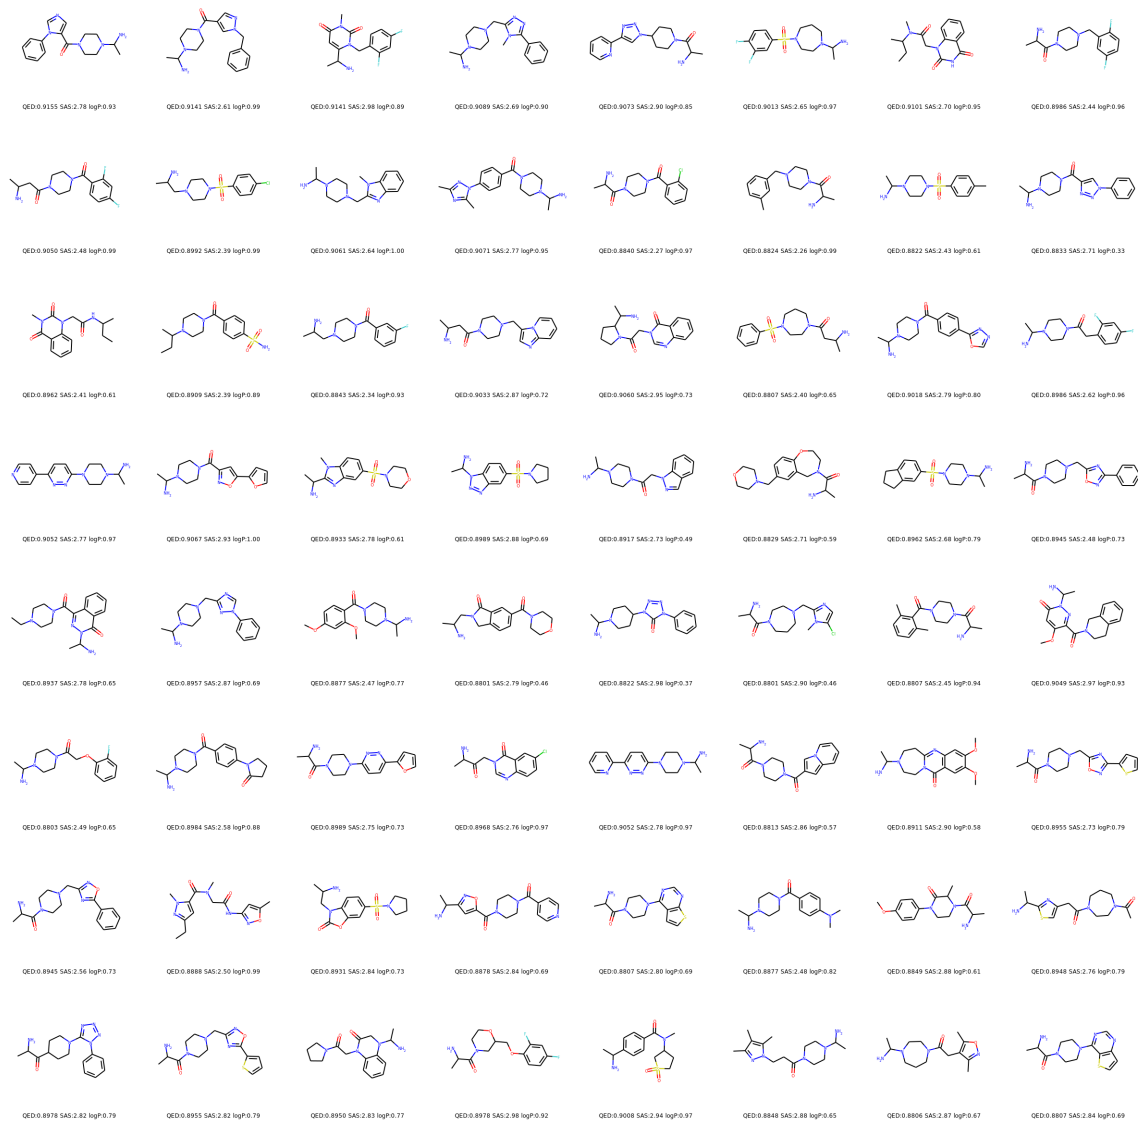 QED:0.9155 SAS:2.78 logP:0.93 QED:0.9141 SAS:2.61 logP:0.99 QED:0.9141 SAS:2.98 logP:0.89 QED:0.9089 SAS:2.69 logP:0.90 QED:0.9073 SAS:2.90 logP:0.85 QED:0.9013 SAS:2.65 logP:0.97 QED:0.9101 SAS:2.70 logP:0.95 QED:0.8986 SAS:2.44 logP:0.96
QED:0.9050 SAS:2.48 logP:0.99 QED:0.8992 SAS:2.39 logP:0.99 QED:0.9061 SAS:2.64 logP:1.00 QED:0.9071 SAS:2.77 logP:0.95 QED:0.8840 SAS:2.27 logP:0.97 QED:0.8824 SAS:2.26 logP:0.99 QED:0.8822 SAS:2.43 logP:0.61 QED:0.8833 SAS:2.71 logP:0.33
QED:0.8962 SAS:2.41 logP:0.61 QED:0.8909 SAS:2.39 logP:0.89 QED:0.8843 SAS:2.34 logP:0.93 QED:0.9033 SAS:2.87 logP:0.72 QED:0.9060 SAS:2.95 logP:0.73 QED:0.8807 SAS:2.40 logP:0.65 QED:0.9018 SAS:2.79 logP:0.80 QED:0.8986 SAS:2.62 logP:0.96
QED:0.9052 SAS:2.77 logP:0.97 QED:0.9067 SAS:2.93 logP:1.00 QED:0.8933 SAS:2.78 logP:0.61 QED:0.8989 SAS:2.88 logP:0.69 QED:0.8917 SAS:2.73 logP:0.49 QED:0.8829 SAS:2.71 logP:0.59 QED:0.8962 SAS:2.68 logP:0.79 QED:0.8945 SAS:2.48 logP:0.73
QED:0.8937 SAS:2.78 logP:0.65 QED:0.8957 SAS:2.87 logP:0.69 QED:0.8877 SAS:2.47 logP:0.77 QED:0.8801 SAS:2.79 logP:0.46 QED:0.8822 SAS:2.98 logP:0.37 QED:0.8801 SAS:2.90 logP:0.46 QED:0.8807 SAS:2.45 logP:0.94 QED:0.9049 SAS:2.97 logP:0.93
QED:0.8803 SAS:2.49 logP:0.65 QED:0.8984 SAS:2.58 logP:0.88 QED:0.8989 SAS:2.75 logP:0.73 QED:0.8968 SAS:2.76 logP:0.97 QED:0.9052 SAS:2.78 logP:0.97 QED:0.8813 SAS:2.86 logP:0.57 QED:0.8911 SAS:2.90 logP:0.58 QED:0.8955 SAS:2.73 logP:0.79
QED:0.8945 SAS:2.56 logP:0.73 QED:0.8888 SAS:2.50 logP:0.99 QED:0.8931 SAS:2.84 logP:0.73 QED:0.8878 SAS:2.84 logP:0.69 QED:0.8807 SAS:2.80 logP:0.69 QED:0.8877 SAS:2.48 logP:0.82 QED:0.8849 SAS:2.88 logP:0.61 QED:0.8948 SAS:2.76 logP:0.79
QED:0.8978 SAS:2.82 logP:0.79 QED:0.8955 SAS:2.82 logP:0.79 QED:0.8950 SAS:2.83 logP:0.77 QED:0.8978 SAS:2.98 logP:0.92 QED:0.9008 SAS:2.94 logP:0.97 QED:0.8848 SAS:2.88 logP:0.65 QED:0.8806 SAS:2.87 logP:0.67 QED:0.8807 SAS:2.84 logP:0.69